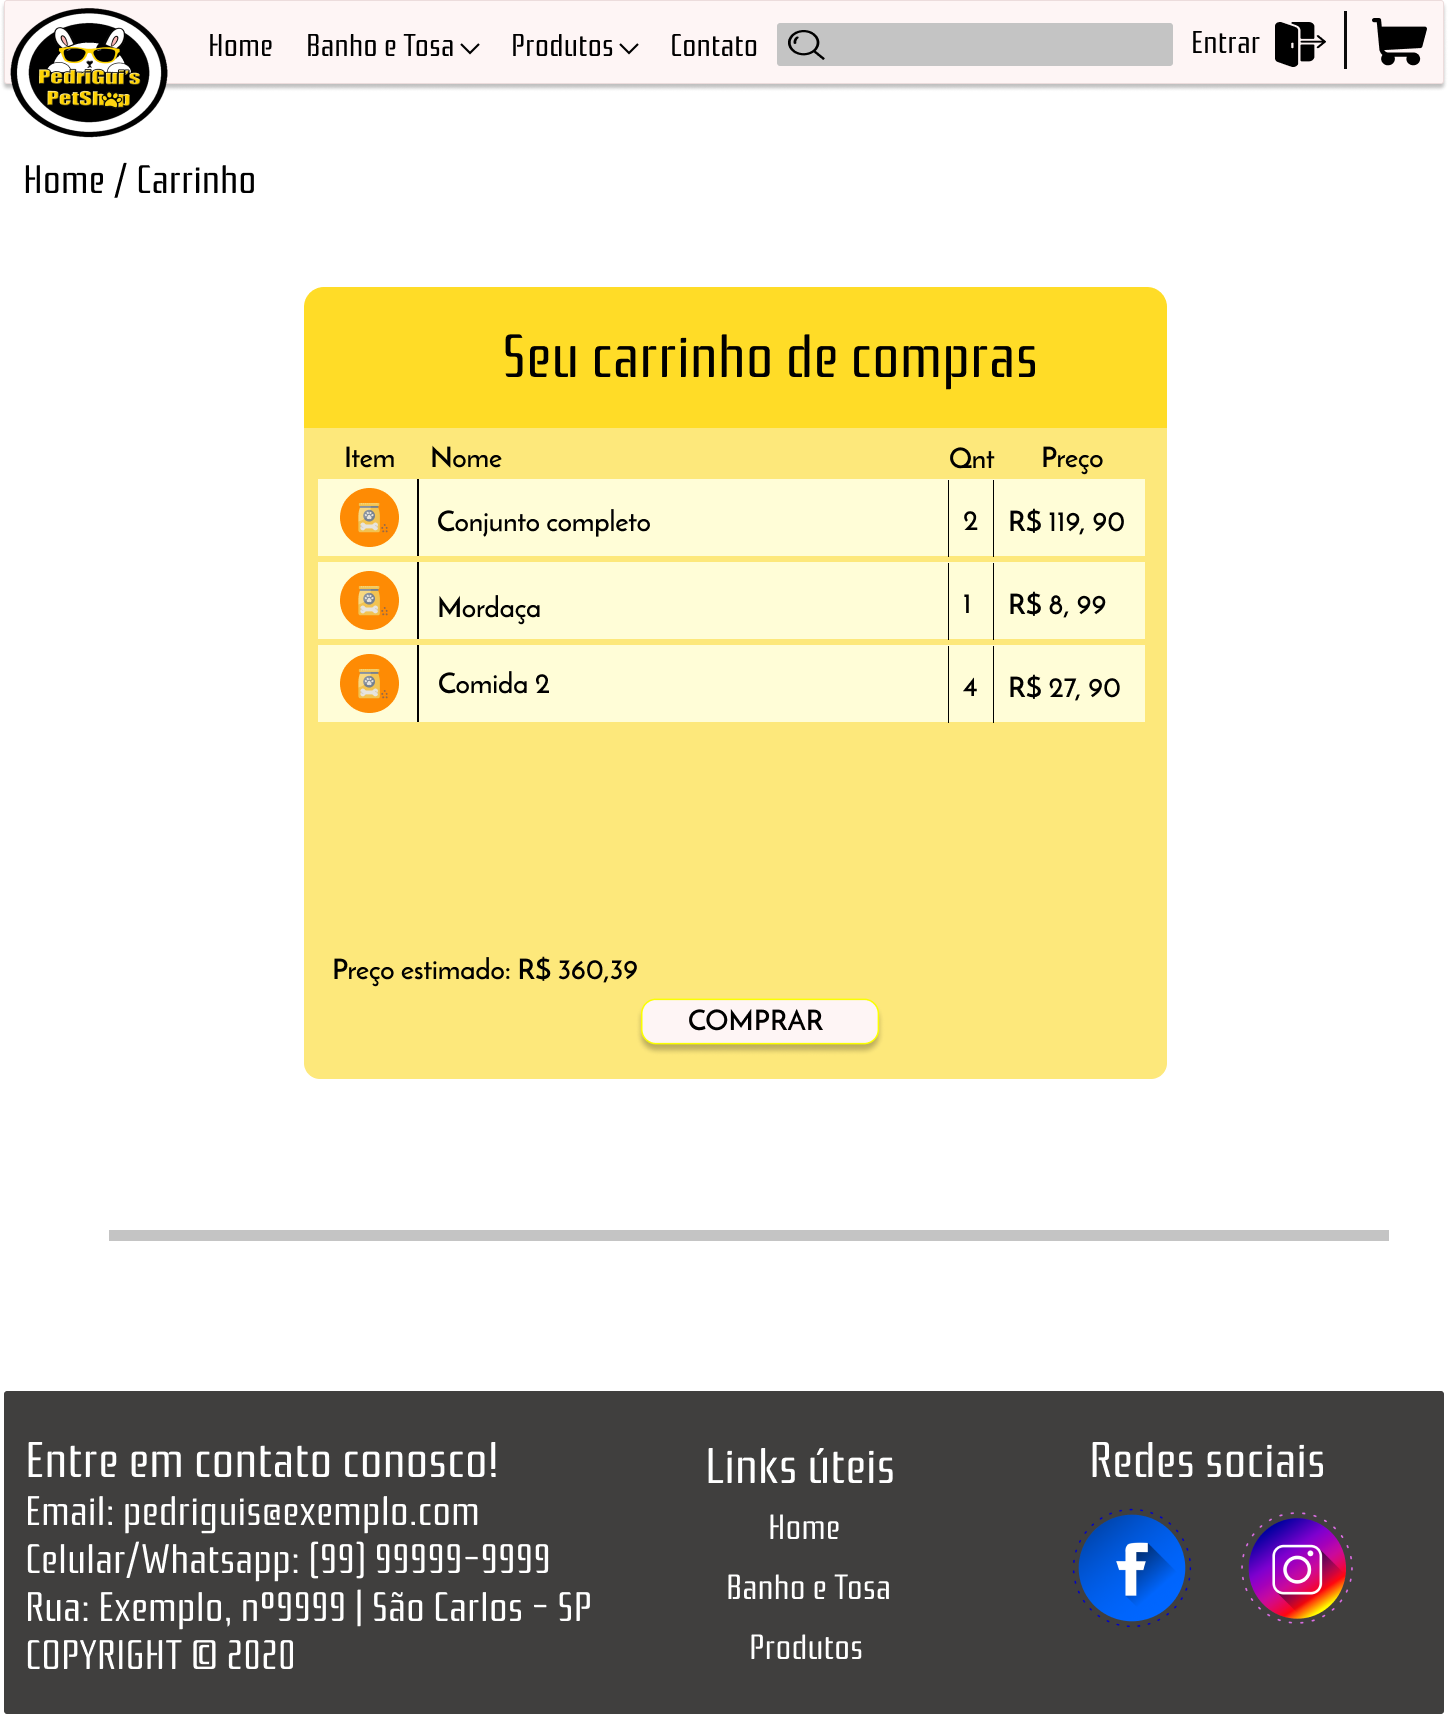 Home Banho e Tosa Produtos Contato Entrar
PedriGui's
PetShop
Home / Carrinho
Seu carrinho de compras
Item Nome Qnt Preço
Conjunto completo 2 R$ 119, 90
Mordaça 1 R$ 8, 99
Comida 2 4 R$ 27, 90
Preço estimado: R$ 360,39
COMPRAR
Entre em contato conosco!
Email: pedriguis@exemplo.com
Celular/Whatsapp: (99) 99999-9999
Rua: Exemplo, nº9999 | São Carlos - SP
COPYRIGHT © 2020
Links úteis
Home
Banho e Tosa
Produtos
Redes sociais